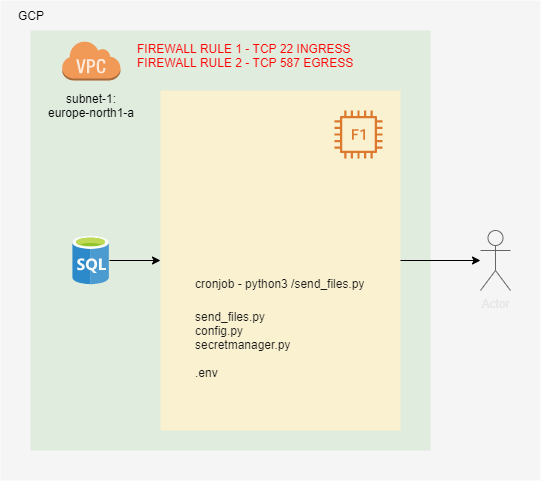 GCP
FIREWALL RULE 1 - TCP 22 INGRESS
FIREWALL RULE 2 - TCP 587 EGRESS
VPC
subnet-1:
europe-north1-a
F1
SQL
cronjob - python3 /send_files.py
send_files.py
config.py
secretmanager.py
.env
Actor